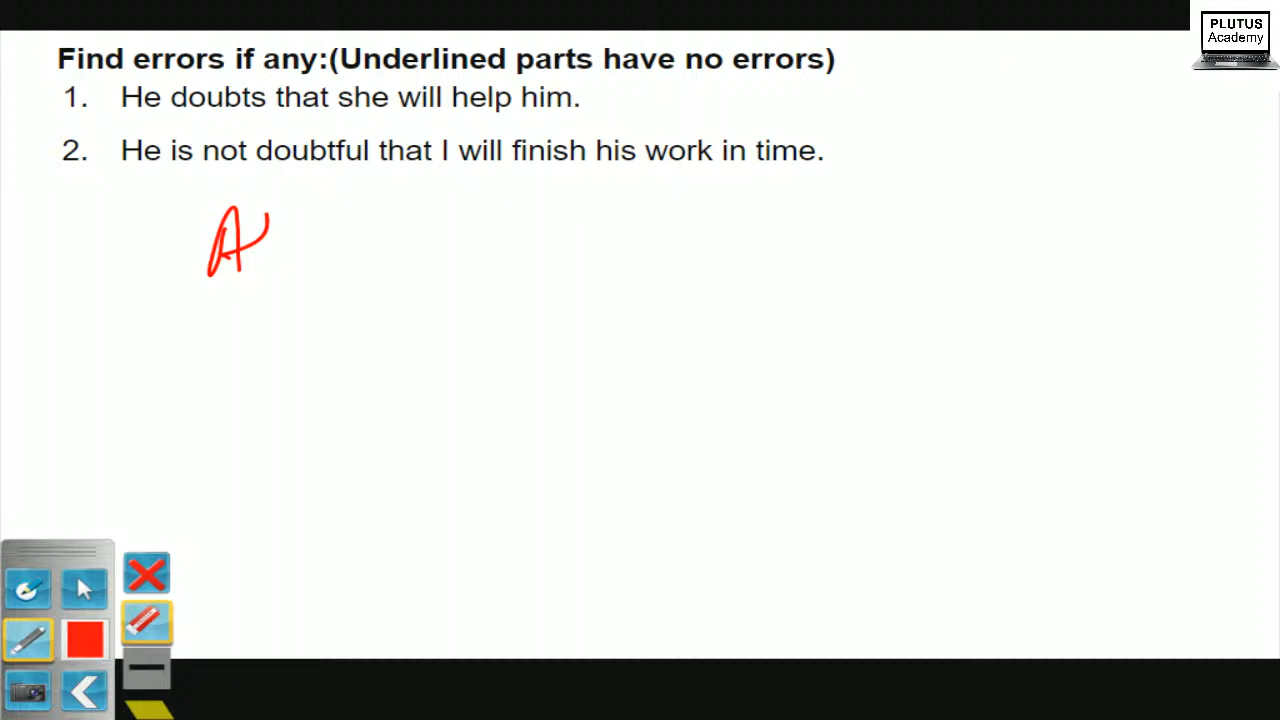 PLUTUS
Academy
Find errors if any:(Underlined parts have no errors)
1. He doubts that she will help him.
2. He is not doubtful that I will finish his work in time.
A